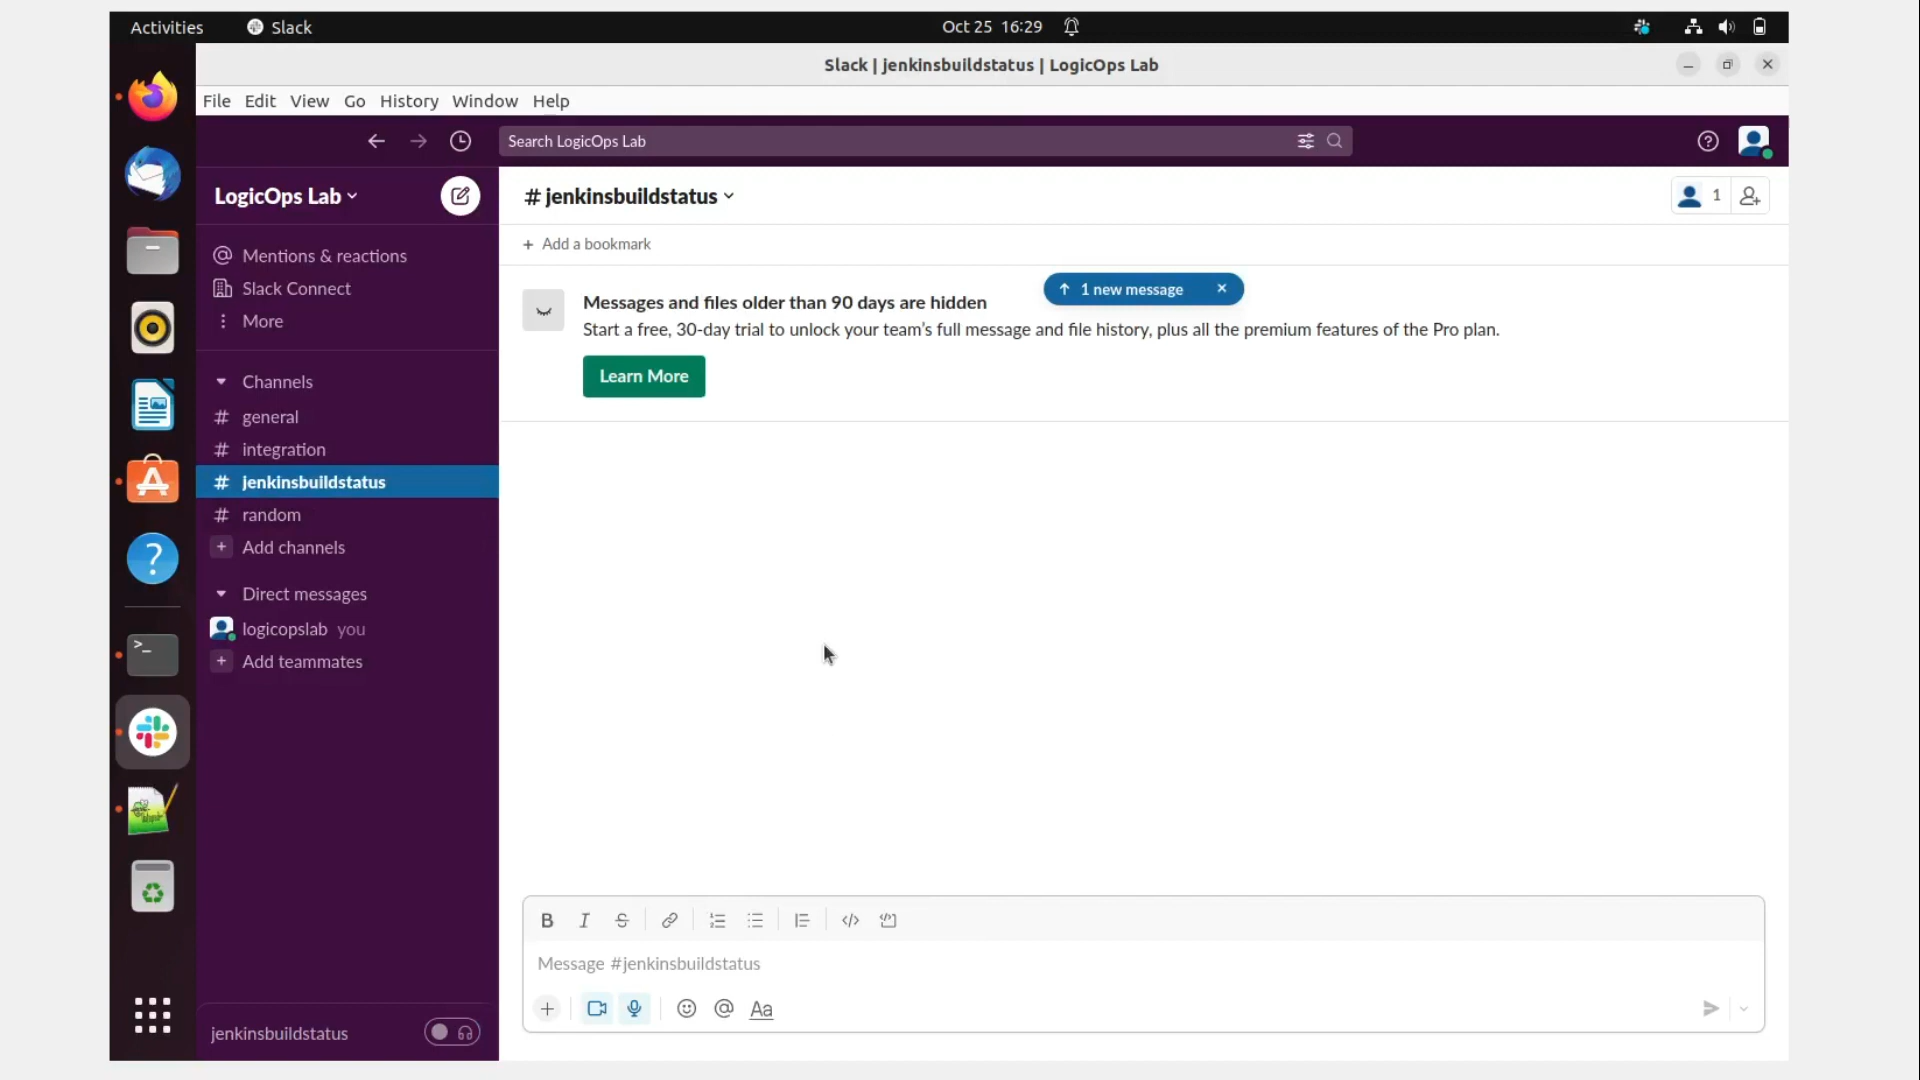 Activities Slack Oct 25 16:29
Slack | jenkinsbuildstatus | LogicOps Lab
File Edit View Go History Window Help
Search LogicOps Lab
LogicOps Lab
# jenkinsbuildstatus
1
+ Add a bookmark
Mentions & reactions
Slack Connect
More
1 new message
Messages and files older than 90 days are hidden
Start a free, 30-day trial to unlock your team's full message and file history, plus all the premium features of the Pro plan.
Learn More
Channels
# general
# integration
# jenkinsbuildstatus
# random
+ Add channels
Direct messages
logicopslab you
+ Add teammates
B I S
Message #jenkinsbuildstatus
+ @ Aa
jenkinsbuildstatus